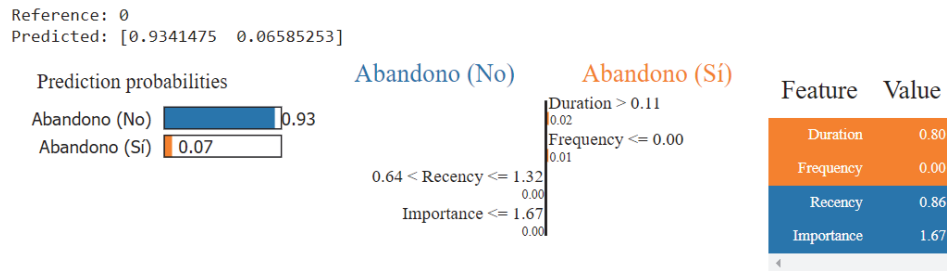 Reference: 0
Predicted: [0.9341475 0.06585253]
Prediction probabilities
Abandono (No) 0.93
Abandono (Sí) 0.07
Abandono (No) Abandono (Sí)
Duration > 0.11
0.02
Frequency <= 0.00
0.01
0.64 < Recency <= 1.32
0.00
Importance <= 1.67
0.00
Feature Value
Duration 0.80
Frequency 0.00
Recency 0.86
Importance 1.67